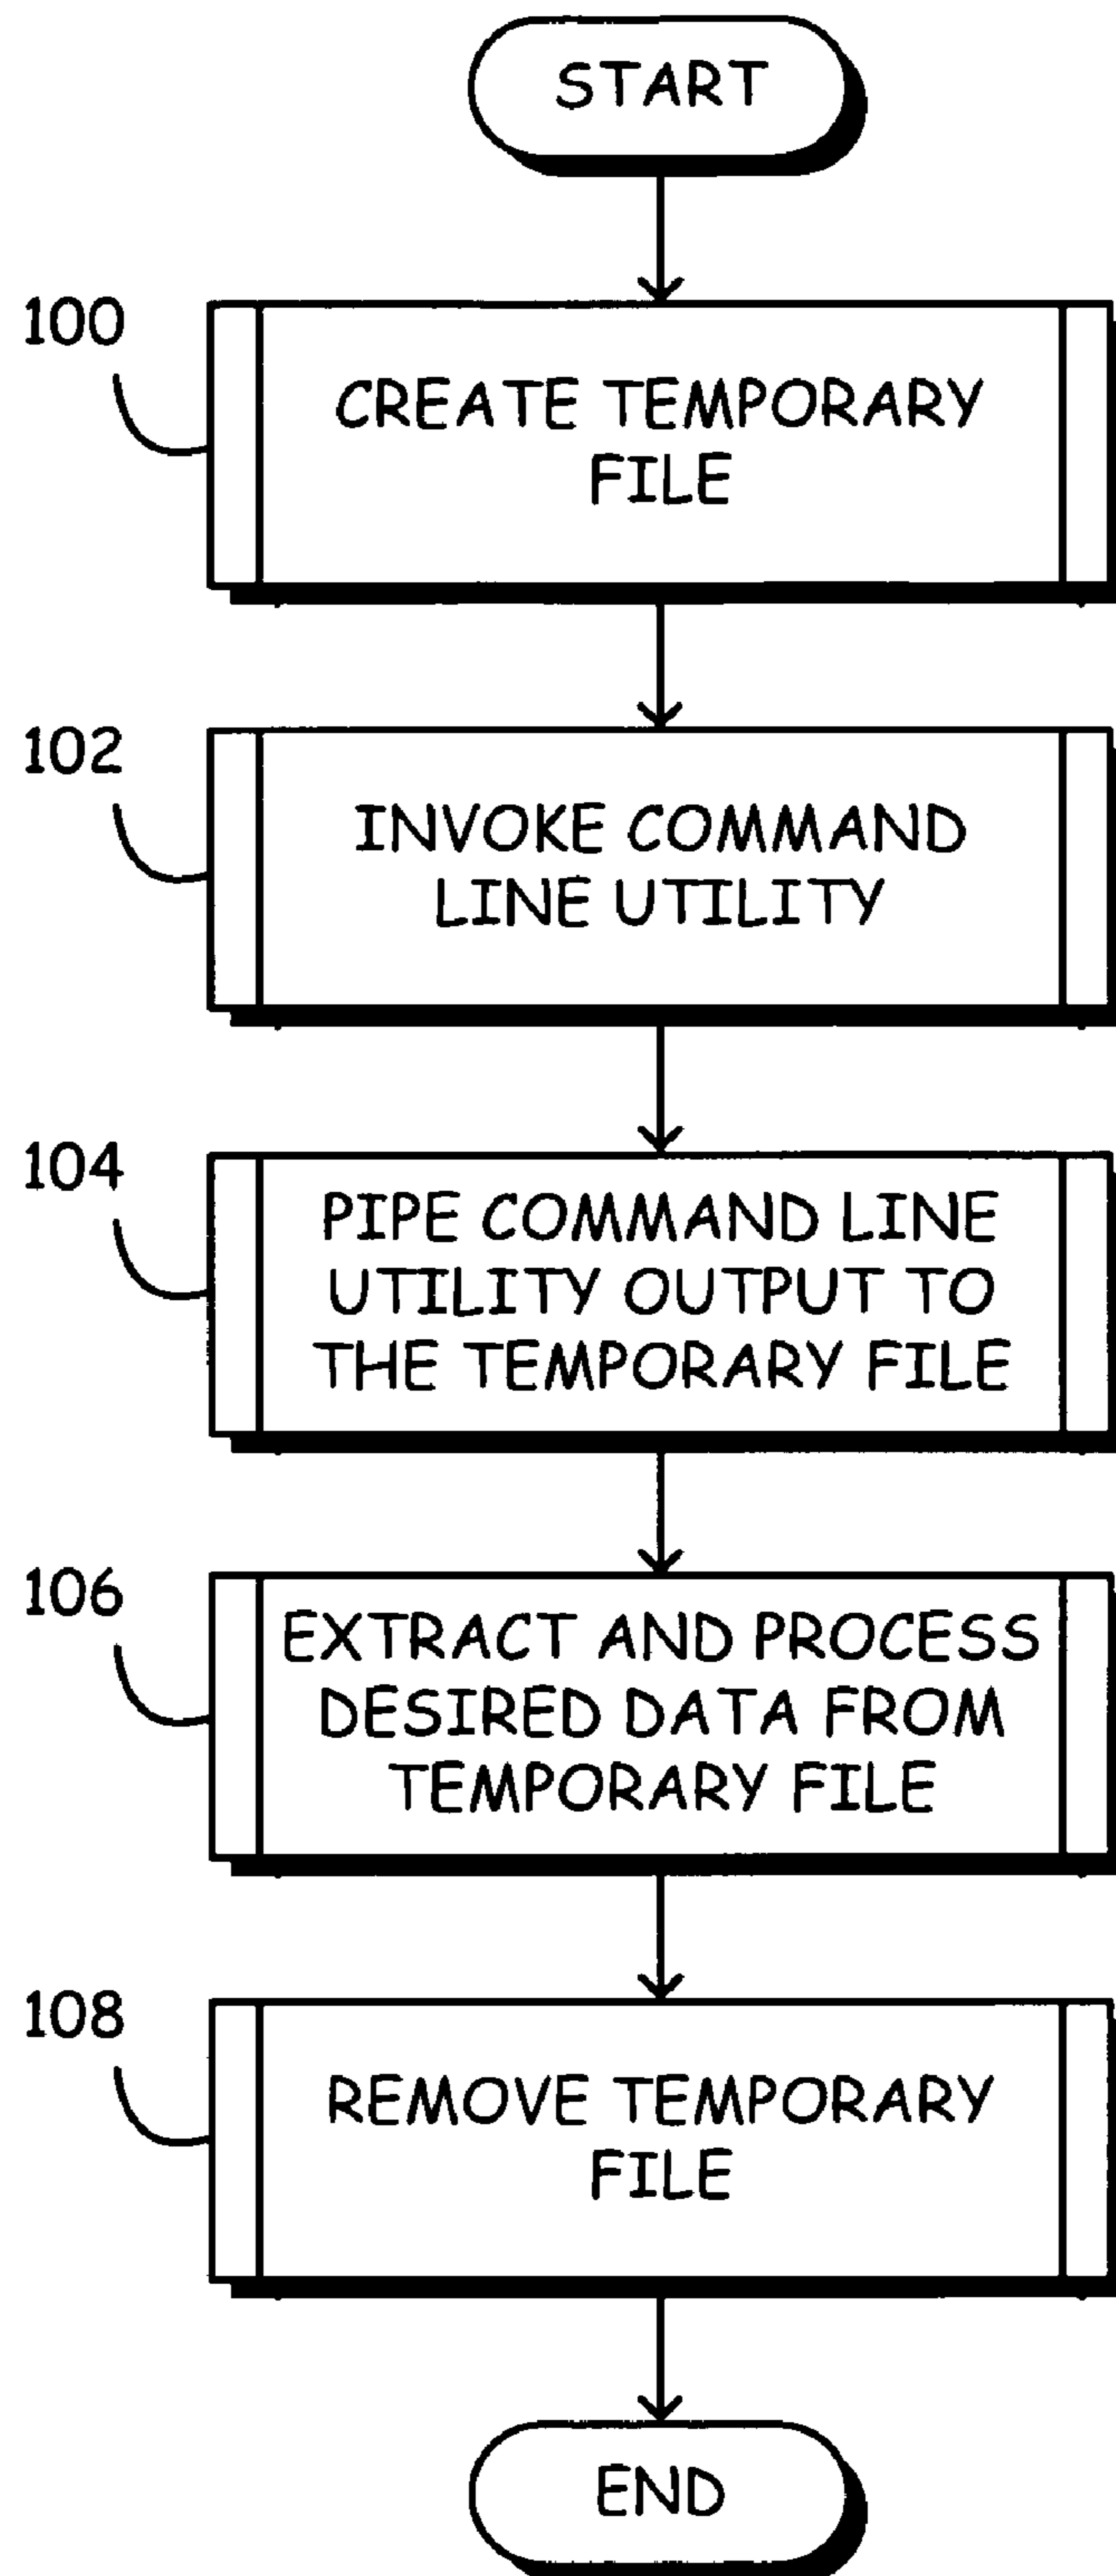 START
100
CREATE TEMPORARY
FILE
102
INVOKE COMMAND
LINE UTILITY
104
PIPE COMMAND LINE
UTILITY OUTPUT TO
THE TEMPORARY FILE
106
EXTRACT AND PROCESS
DESIRED DATA FROM
TEMPORARY FILE
108
REMOVE TEMPORARY
FILE
END